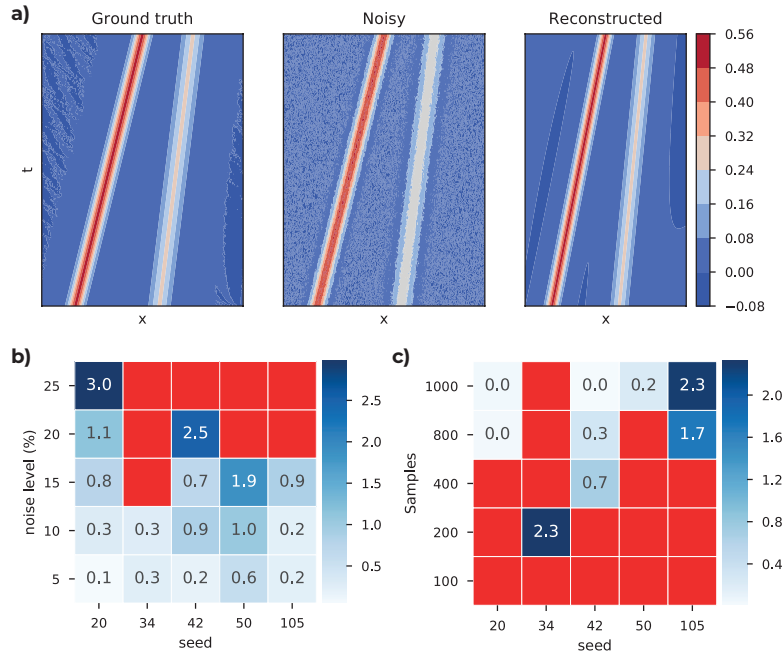 a)
Ground truth
Noisy
Reconstructed
t
x
x
x
0.56
0.48
0.40
0.32
0.24
0.16
0.08
0.00
−0.08
b)
noise level (%)
25 3.0
20 1.1 2.5
15 0.8 0.7 1.9 0.9
10 0.3 0.3 0.9 1.0 0.2
5 0.1 0.3 0.2 0.6 0.2
20 34 42 50 105
seed
2.5
2.0
1.5
1.0
0.5
c)
Samples
1000 0.0 0.0 0.2 2.3
800 0.0 0.3 1.7
400 0.7
200 2.3
100
20 34 42 50 105
seed
2.0
1.6
1.2
0.8
0.4
0.0